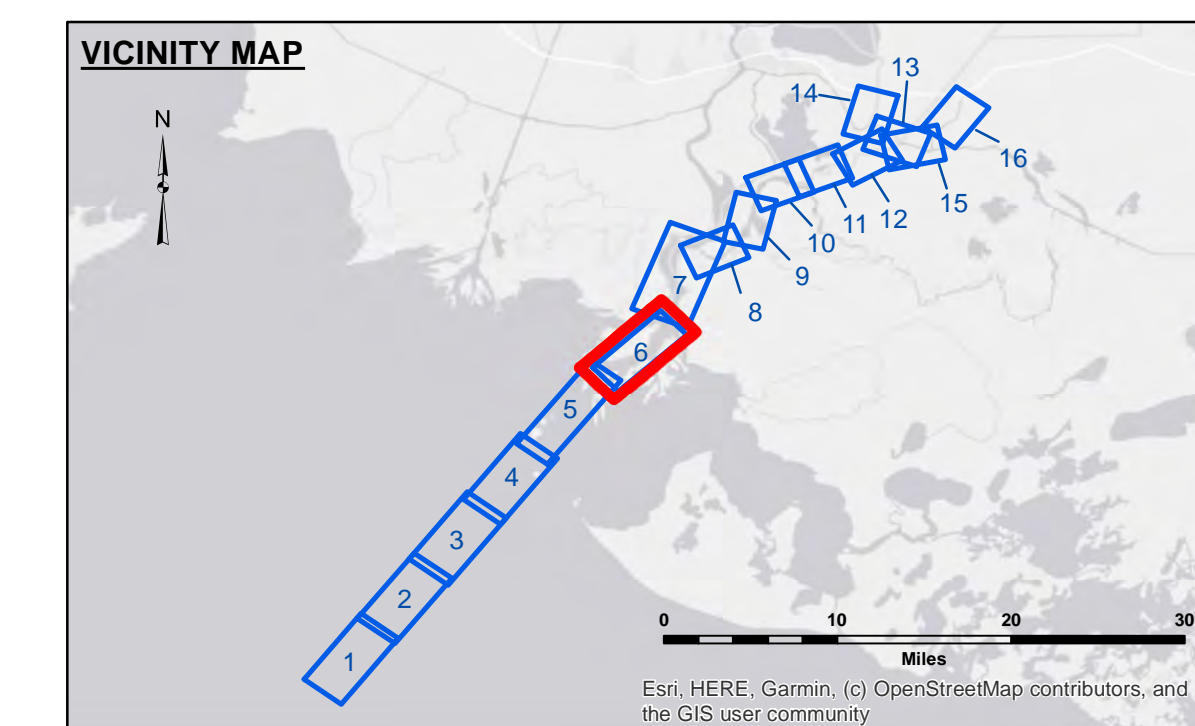 VICINITY MAP
N
13
14
16
15
12
11
10
9
8
7
6
5
4
3
2
1
0 10 20 30
Miles
Esri, HERE, Garmin, (c) OpenStreetMap contributors, and
the GIS user community